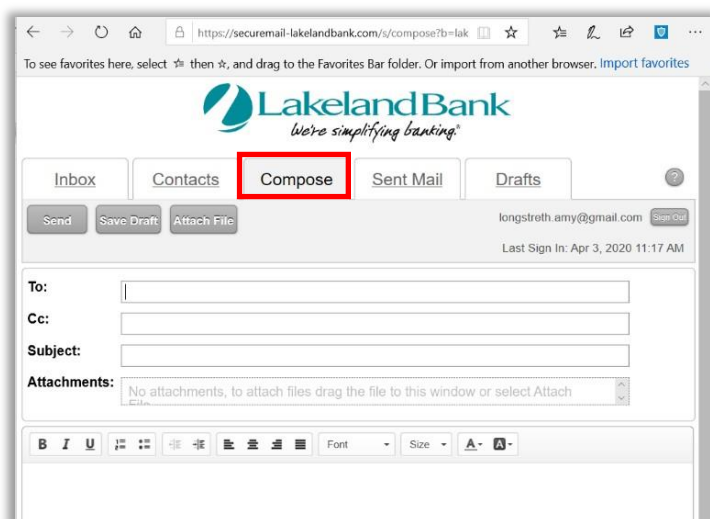 https://securemail-lakelandbank.com/s/compose?b=lak
To see favorites here, select then ☆, and drag to the Favorites Bar folder. Or import from another browser. Import favorites
LakelandBank
We're simplifying banking.®
Inbox Contacts Compose Sent Mail Drafts ?
Send Save Draft Attach File longstreth.amy@gmail.com Sign Out
Last Sign In: Apr 3, 2020 11:17 AM
To:
Cc:
Subject:
Attachments: No attachments, to attach files drag the file to this window or select Attach
File
B I U Font Size A A